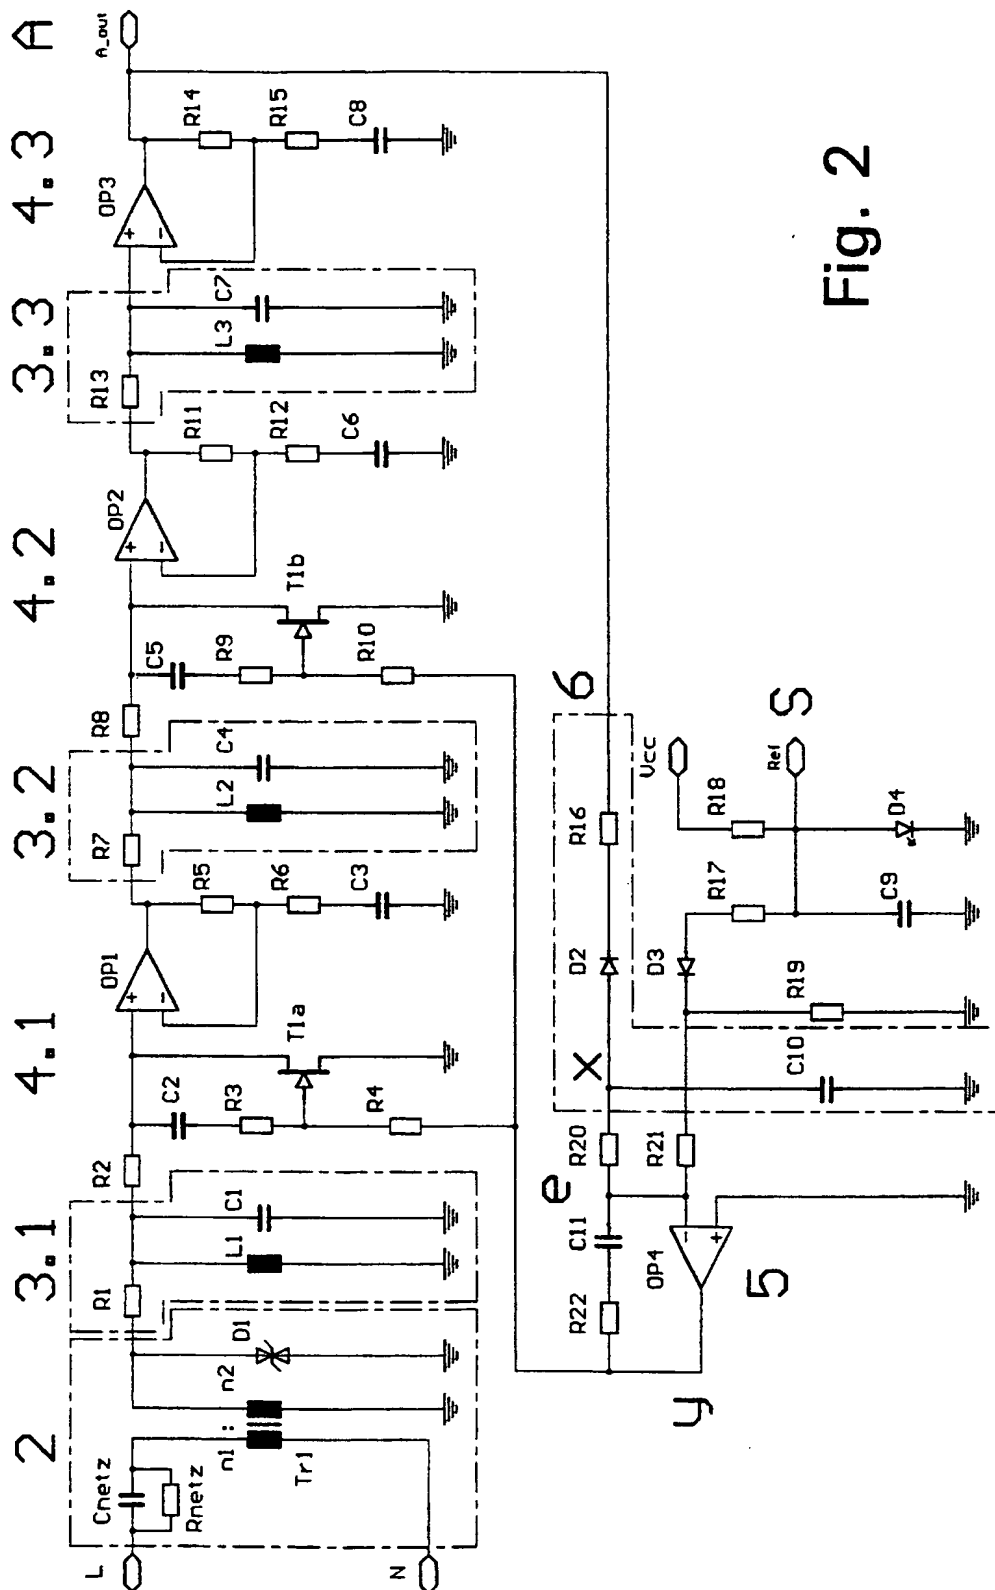 2 3.1 4.1 3.2 4.2 3.3 4.3 A
L
N
Cnetz
Rnetz
n1 : n2
Tr1
D1
R1
L1
C1
R2
C2
R3
R4
T1a
OP1
+
−
R5
R6
C3
R7
L2
C4
R8
C5
R9
R10
T1b
OP2
+
−
R11
R12
C6
R13
L3
C7
OP3
+
−
R14
R15
C8
A_out
y
5
R22
C11
e
R20
R21
OP4
−
+
x
C10
D2
D3
R16
6
R19
R17
R18
C9
D4
Vcc
Ref
S
Fig. 2